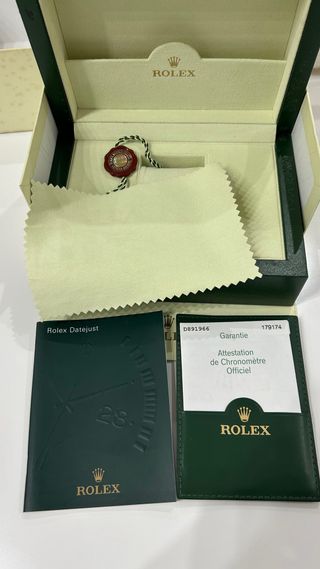 ROLEX
Rolex Datejust
28
ROLEX
D891966 179174
Garantie
Attestation
de Chronomètre
Officiel
ROLEX